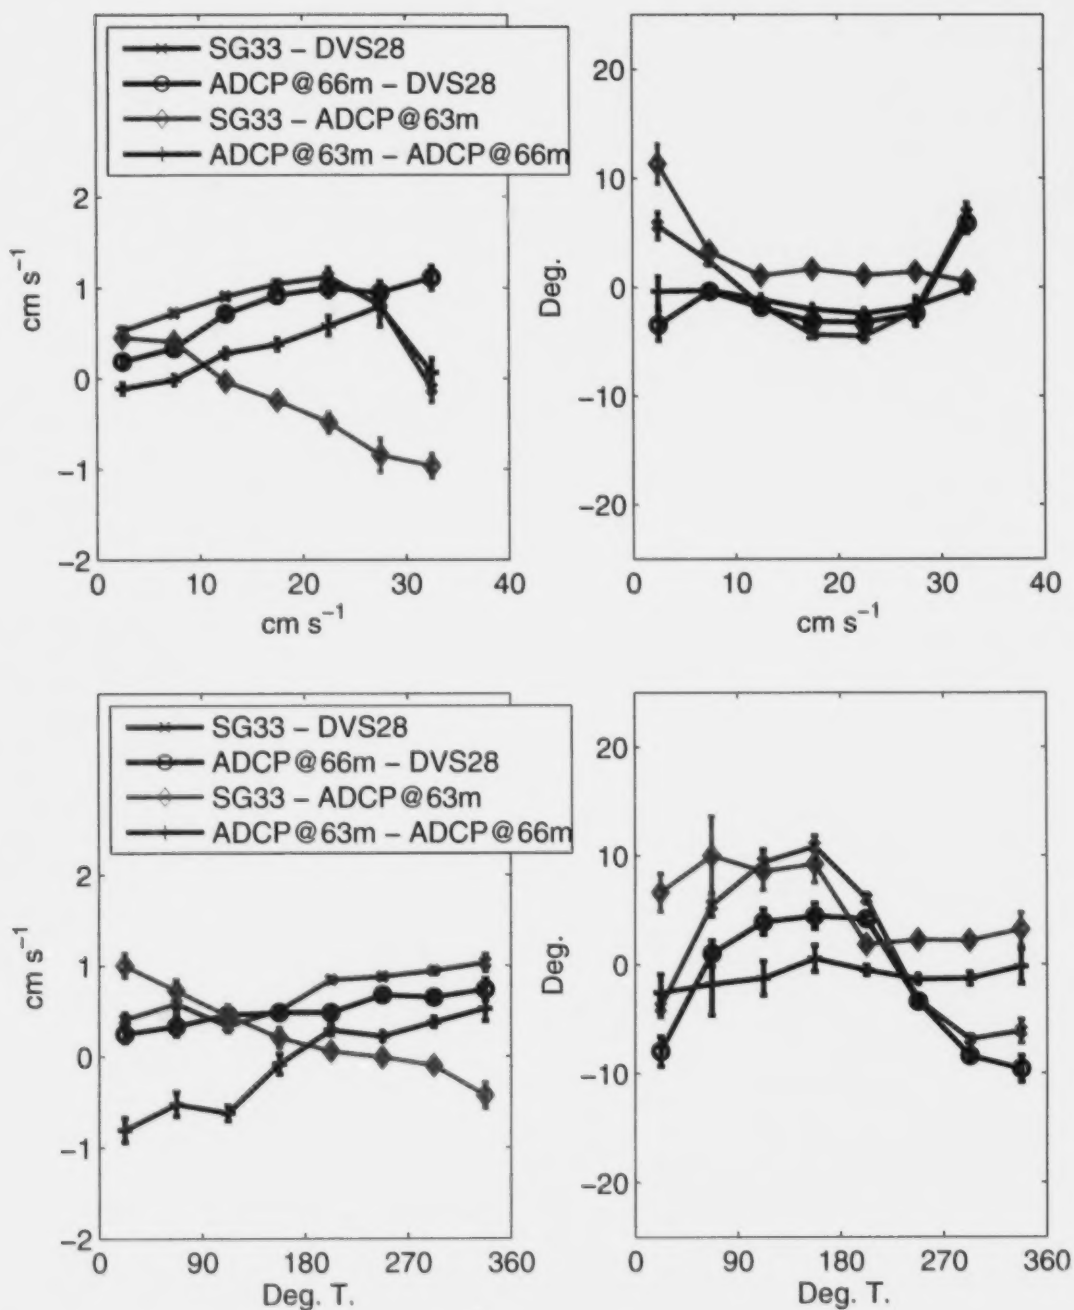 SG33 – DVS28
ADCP@66m – DVS28
SG33 – ADCP@63m
ADCP@63m – ADCP@66m
2
1
0
−1
−2
cm s⁻¹
0 10 20 30 40
cm s⁻¹
20
10
0
−10
−20
Deg.
0 10 20 30 40
cm s⁻¹
SG33 – DVS28
ADCP@66m – DVS28
SG33 – ADCP@63m
ADCP@63m – ADCP@66m
2
1
0
−1
−2
cm s⁻¹
0 90 180 270 360
Deg. T.
20
10
0
−10
−20
Deg.
0 90 180 270 360
Deg. T.